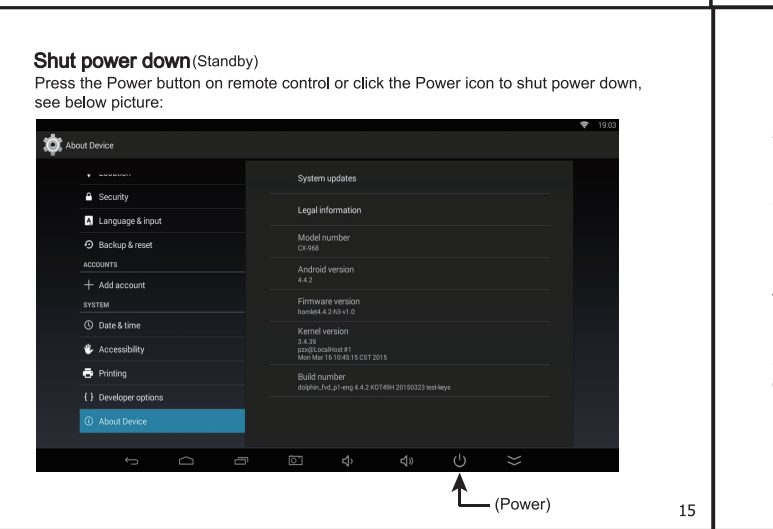 Shut power down(Standby)
Press the Power button on remote control or click the Power icon to shut power down,
see below picture:
19:03
About Device
Security
Language & input
Backup & reset
ACCOUNTS
Add account
SYSTEM
Date & time
Accessibility
Printing
{ } Developer options
About Device
System updates
Legal information
Model number
CX-968
Android version
4.4.2
Firmware version
homlet4.4.2-h3-v1.0
Kernel version
3.4.39
pzx@LocalHost #1
Mon Mar 16 10:45:15 CST 2015
Build number
dolphin_fvd_p1-eng 4.4.2 KOT49H 20150323 test-keys
(Power)
15